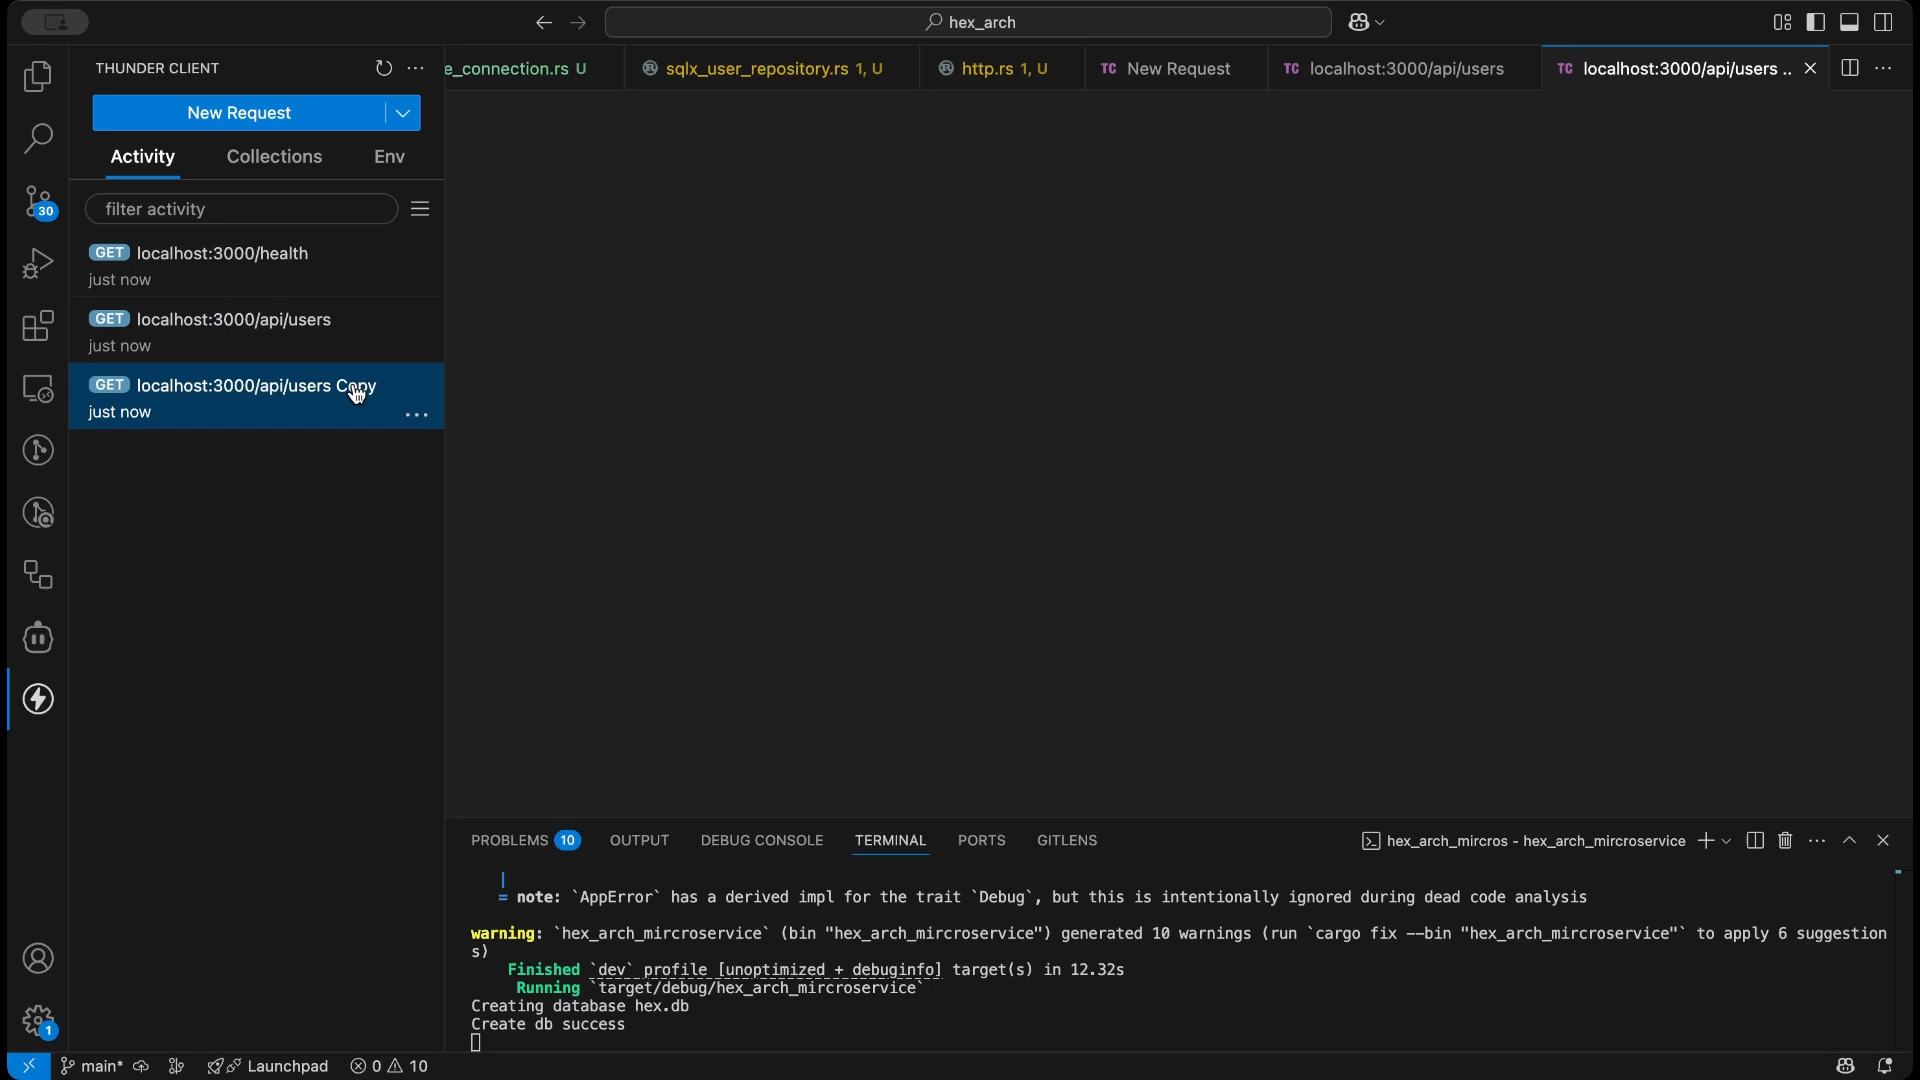 hex_arch
THUNDER CLIENT
e_connection.rs U
sqlx_user_repository.rs 1, U
http.rs 1, U
TC New Request
TC localhost:3000/api/users
TC localhost:3000/api/users ..
New Request
Activity
Collections
Env
filter activity
30
GET localhost:3000/health
just now
GET localhost:3000/api/users
just now
GET localhost:3000/api/users Copy
just now
PROBLEMS 10
OUTPUT
DEBUG CONSOLE
TERMINAL
PORTS
GITLENS
hex_arch_mircros - hex_arch_mircroservice
= note: `AppError` has a derived impl for the trait `Debug`, but this is intentionally ignored during dead code analysis
warning: `hex_arch_mircroservice` (bin "hex_arch_mircroservice") generated 10 warnings (run `cargo fix --bin "hex_arch_mircroservice"` to apply 6 suggestion
s)
Finished `dev` profile [unoptimized + debuginfo] target(s) in 12.32s
Running `target/debug/hex_arch_mircroservice`
Creating database hex.db
Create db success
1
main*
Launchpad
0
10